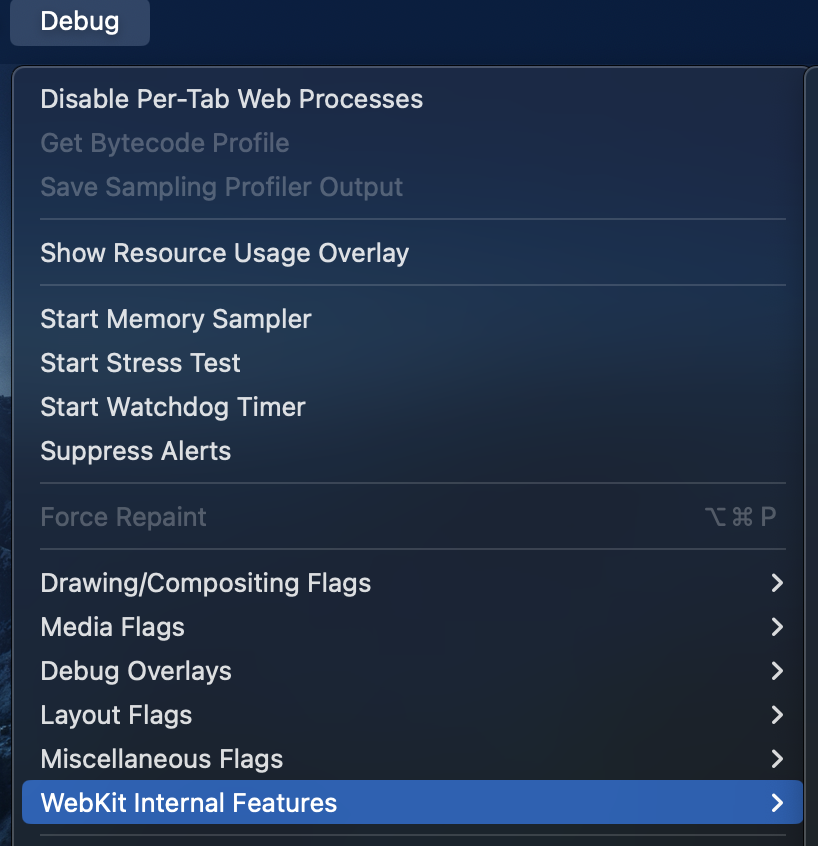 Debug
Disable Per-Tab Web Processes
Get Bytecode Profile
Save Sampling Profiler Output
Show Resource Usage Overlay
Start Memory Sampler
Start Stress Test
Start Watchdog Timer
Suppress Alerts
Force Repaint ⌥⌘P
Drawing/Compositing Flags
Media Flags
Debug Overlays
Layout Flags
Miscellaneous Flags
WebKit Internal Features